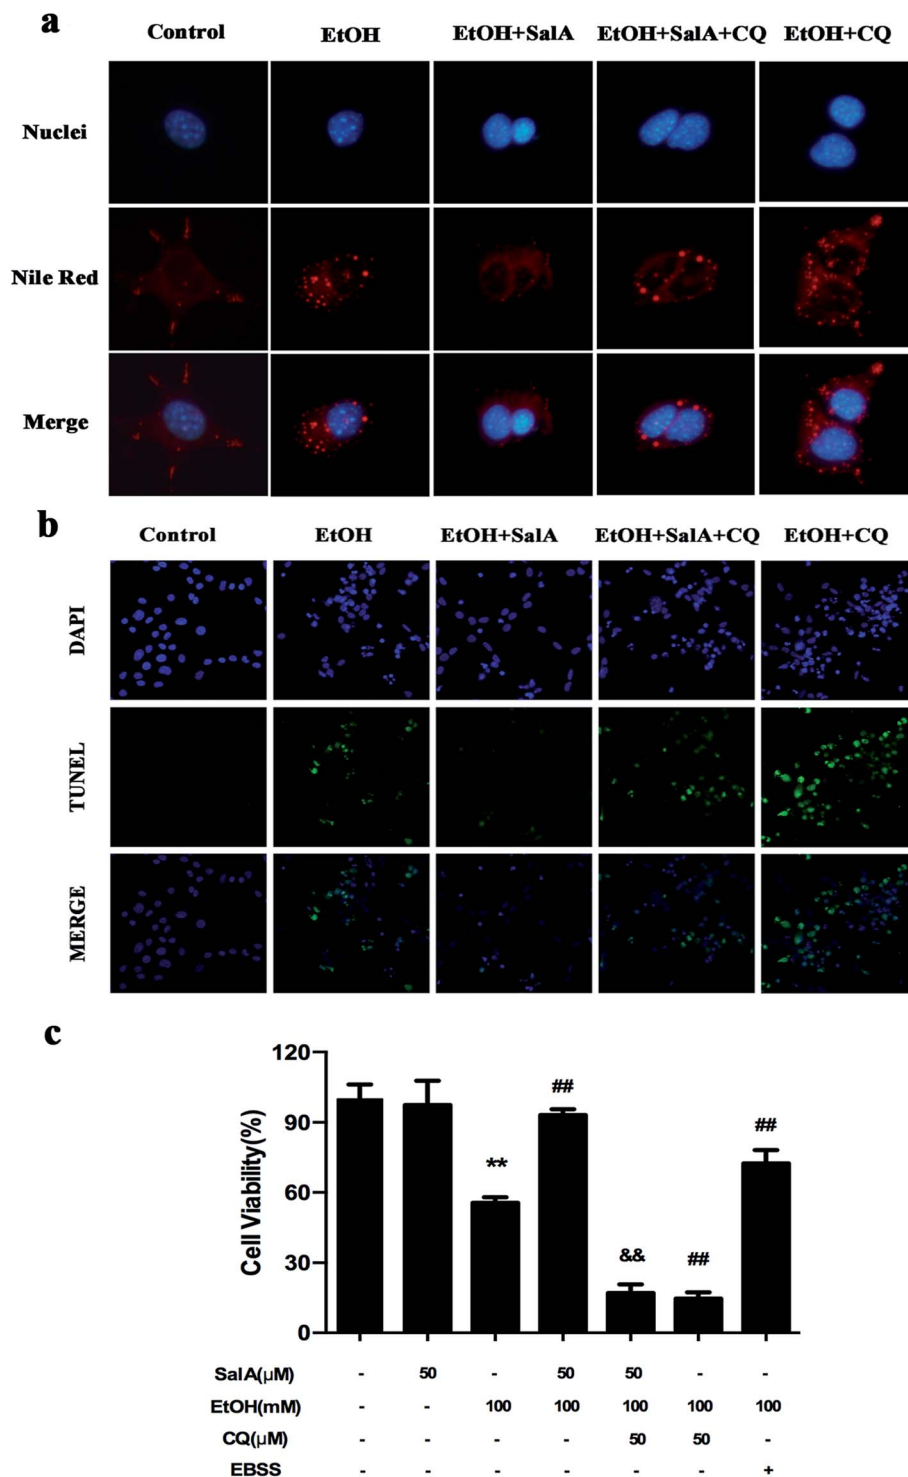 a
Control EtOH EtOH+SalA EtOH+SalA+CQ EtOH+CQ
Nuclei
Nile Red
Merge
b
Control EtOH EtOH+SalA EtOH+SalA+CQ EtOH+CQ
DAPI
TUNEL
MERGE
c
Cell Viability(%)
120
90
60
30
0
** ## && ## ##
SalA(μM) - 50 - 50 50 - -
EtOH(mM) - - 100 100 100 100 100
CQ(μM) - - - - 50 50 -
EBSS - - - - - - +